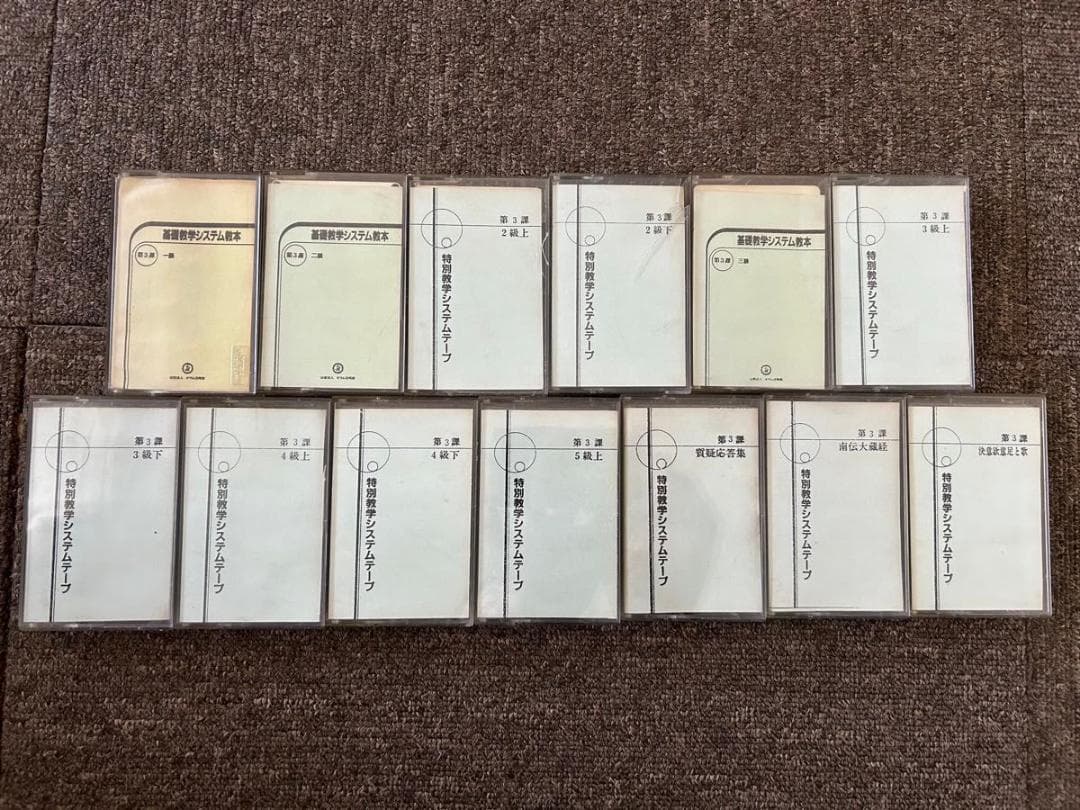 基礎教学システム教本
第3課 一級
基礎教学システム教本
第3課 二級
第3課
2級上
特別教学システムテープ
第3課
2級下
特別教学システムテープ
基礎教学システム教本
第3課 三級
第3課
3級上
特別教学システムテープ
第3課
3級下
特別教学システムテープ
第3課
4級上
特別教学システムテープ
第3課
4級下
特別教学システムテープ
第3課
5級上
特別教学システムテープ
第3課
質疑応答集
特別教学システムテープ
第3課
南伝大蔵経
特別教学システムテープ
第3課
決意欲意足と歌
特別教学システムテープ